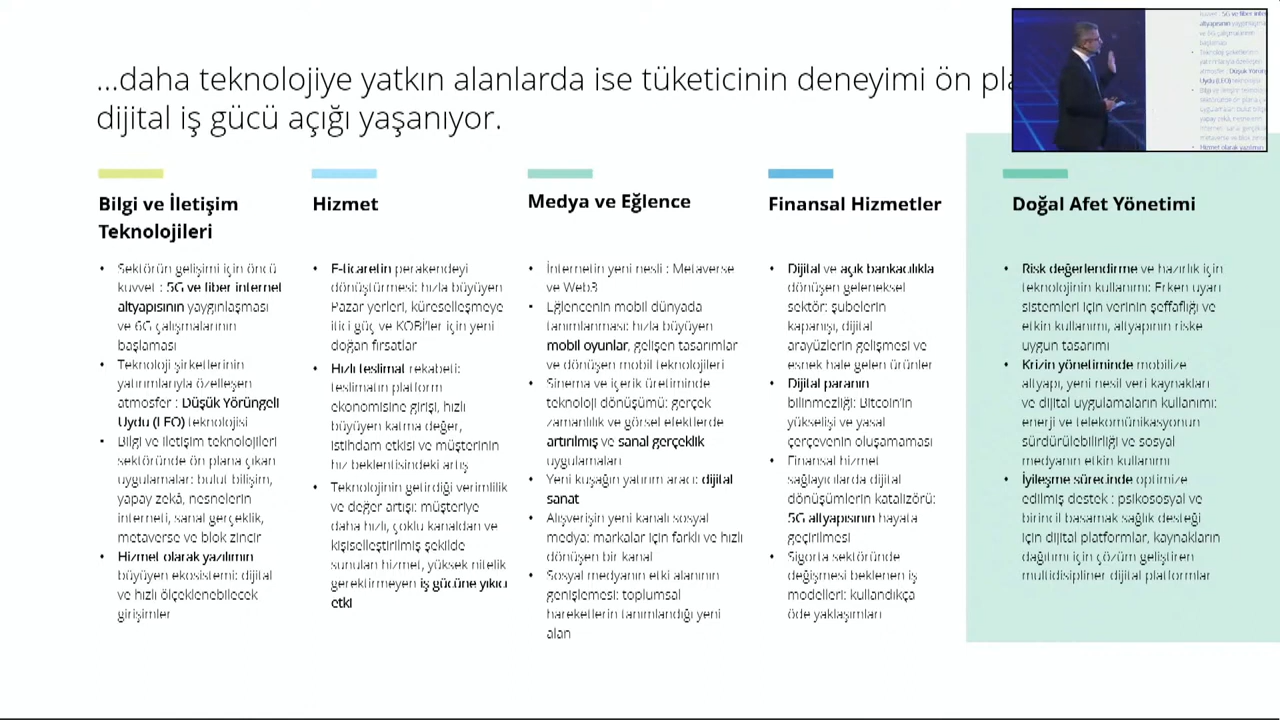 ...daha teknolojiye yatkın alanlarda ise tüketicinin deneyimi ön
dijital iş gücü açığı yaşanıyor.
Bilgi ve İletişim
Teknolojileri
• Sektörün gelişimi için öncü
kuvvet : 5G ve fiber internet
altyapısının yaygınlaşması
ve 6G çalışmalarının
başlaması
• Teknoloji şirketlerinin
yatırımlarıyla özelleşen
atmosfer : Düşük Yörüngeli
Uydu (LEO) teknolojisi
• Bilgi ve iletişim teknolojileri
sektöründe ön plana çıkan
uygulamalar: bulut bilişim,
yapay zekâ, nesnelerin
interneti, sanal gerçeklik,
metaverse ve blok zincir
• Hizmet olarak yazılımın
büyüyen ekosistemi: dijital
ve hızlı ölçeklenebilecek
girişimler
Hizmet
• E-ticaretin perakendeyi
dönüştürmesi: hızla büyüyen
Pazar yerleri, küreselleşmeye
itici güç ve KOBİ'ler için yeni
doğan fırsatlar
• Hızlı teslimat rekabeti:
teslimatın platform
ekonomisine girişi, hızlı
büyüyen katma değer,
istihdam etkisi ve müşterinin
hız beklentisindeki artış
• Teknolojinin getirdiği verimlilik
ve değer artışı: müşteriye
daha hızlı, çoklu kanaldan ve
kişiselleştirilmiş şekilde
sunulan hizmet, yüksek nitelik
gerektirmeyen iş gücüne yıkıcı
etki
Medya ve Eğlence
• İnternetin yeni nesli : Metaverse
ve Web3
• Eğlencenin mobil dünyada
tanımlanması: hızla büyüyen
mobil oyunlar, gelişen tasarımlar
ve dönüşen mobil teknolojileri
• Sinema ve içerik üretiminde
teknoloji dönüşümü: gerçek
zamanlılık ve görsel efektlerde
artırılmış ve sanal gerçeklik
uygulamaları
• Yeni kuşağın yatırım aracı: dijital
sanat
• Alışverişin yeni kanalı sosyal
medya: markalar için farklı ve hızlı
dönüşen bir kanal
• Sosyal medyanın etki alanının
genişlemesi: toplumsal
hareketlerin tanımlandığı yeni
alan
Finansal Hizmetler
• Dijital ve açık bankacılıkla
dönüşen geleneksel
sektör: şubelerin
kapanışı, dijital
arayüzlerin gelişmesi ve
esnek hale gelen ürünler
• Dijital paranın
bilinmezliği: Bitcoin'in
yükselişi ve yasal
çerçevenin oluşamaması
• Finansal hizmet
sağlayıcılarda dijital
dönüşümlerin katalizörü:
5G altyapısının hayata
geçirilmesi
• Sigorta sektöründe
değişmesi beklenen iş
modelleri: kullandıkça
öde yaklaşımları
Doğal Afet Yönetimi
• Risk değerlendirme ve hazırlık için
teknolojinin kullanımı: Erken uyarı
sistemleri için verinin şeffaflığı ve
etkin kullanımı, altyapının riske
uygun tasarımı
• Krizin yönetiminde mobilize
altyapı, yeni nesil veri kaynakları
ve dijital uygulamaların kullanımı:
enerji ve telekomünikasyonun
sürdürülebilirliği ve sosyal
medyanın etkin kullanımı
• İyileşme sürecinde optimize
edilmiş destek : psikososyal ve
birincil basamak sağlık desteği
için dijital platformlar, kaynakların
dağıtımı için çözüm geliştiren
multidisipliner dijital platformlar